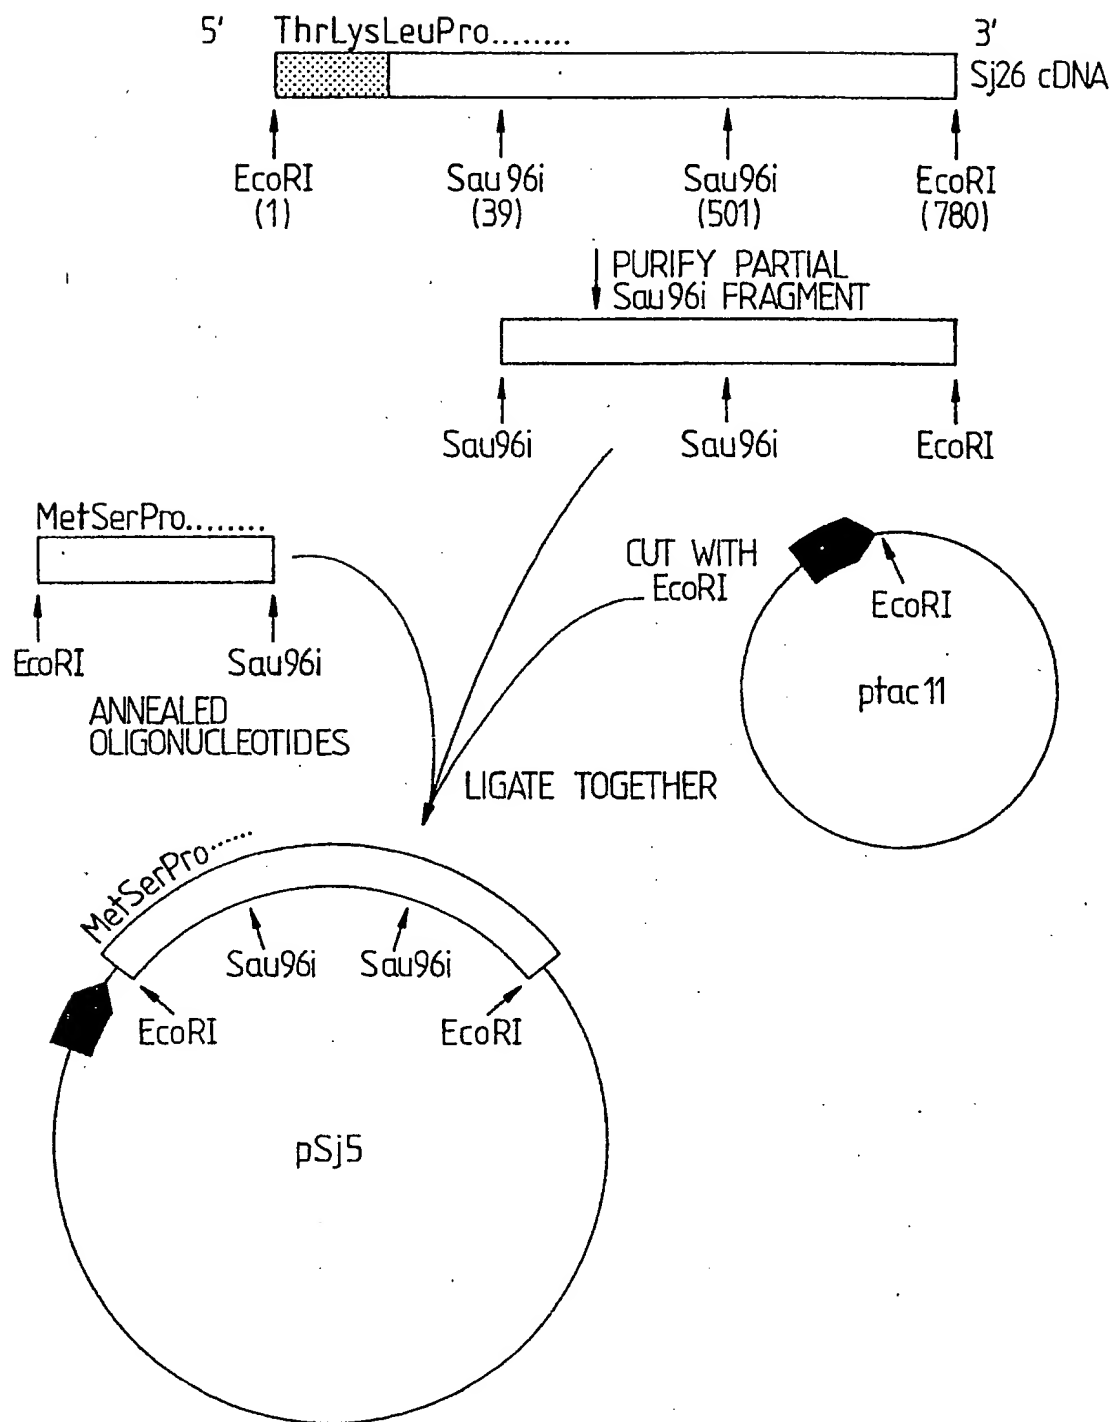 5' ThrLysLeuPro........ 3'
Sj26 cDNA
EcoRI Sau96i Sau96i EcoRI
(1) (39) (501) (780)
PURIFY PARTIAL
Sau96i FRAGMENT
Sau96i Sau96i EcoRI
MetSerPro........
EcoRI Sau96i
ANNEALED
OLIGONUCLEOTIDES
CUT WITH
EcoRI
EcoRI
ptac11
LIGATE TOGETHER
MetSerPro......
Sau96i Sau96i
EcoRI EcoRI
pSj5